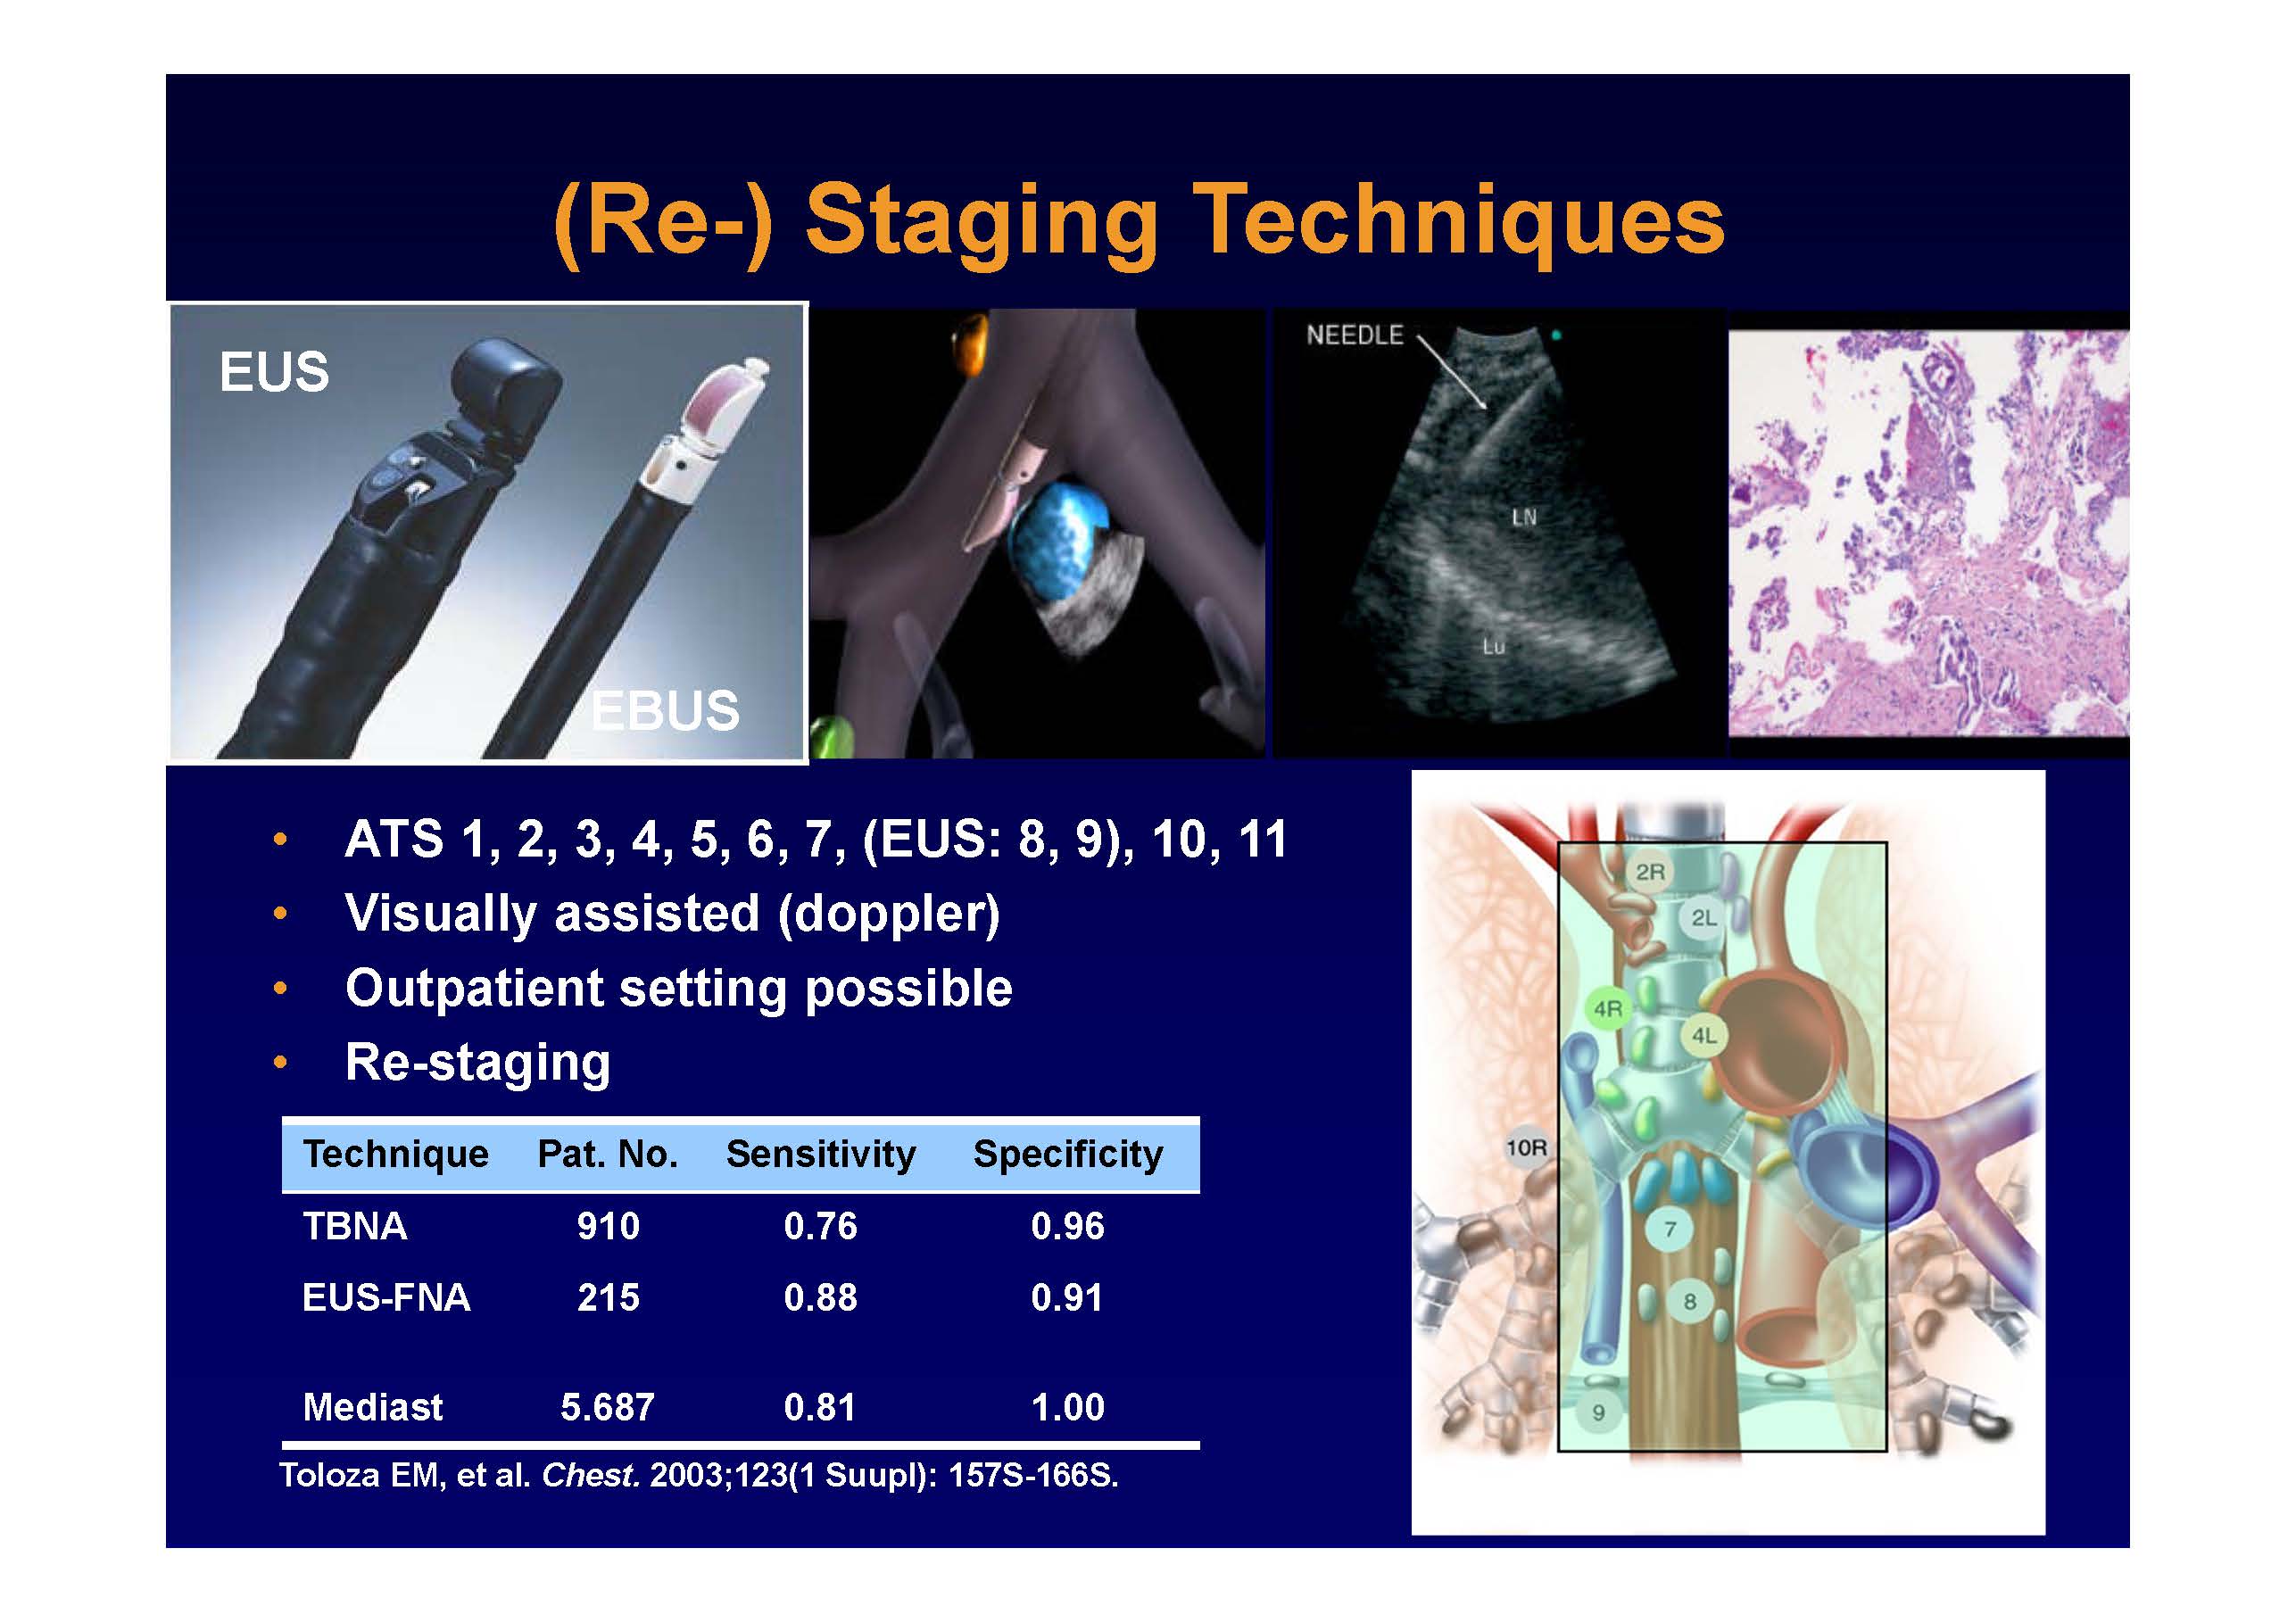 (Re-) Staging Techniques
EUS
EBUS
NEEDLE
LN
Lu
• ATS 1, 2, 3, 4, 5, 6, 7, (EUS: 8, 9), 10, 11
• Visually assisted (doppler)
• Outpatient setting possible
• Re-staging
Technique Pat. No. Sensitivity Specificity
TBNA 910 0.76 0.96
EUS-FNA 215 0.88 0.91
Mediast 5.687 0.81 1.00
Toloza EM, et al. Chest. 2003;123(1 Suupl): 157S-166S.
2R
2L
4R
4L
10R
7
8
9